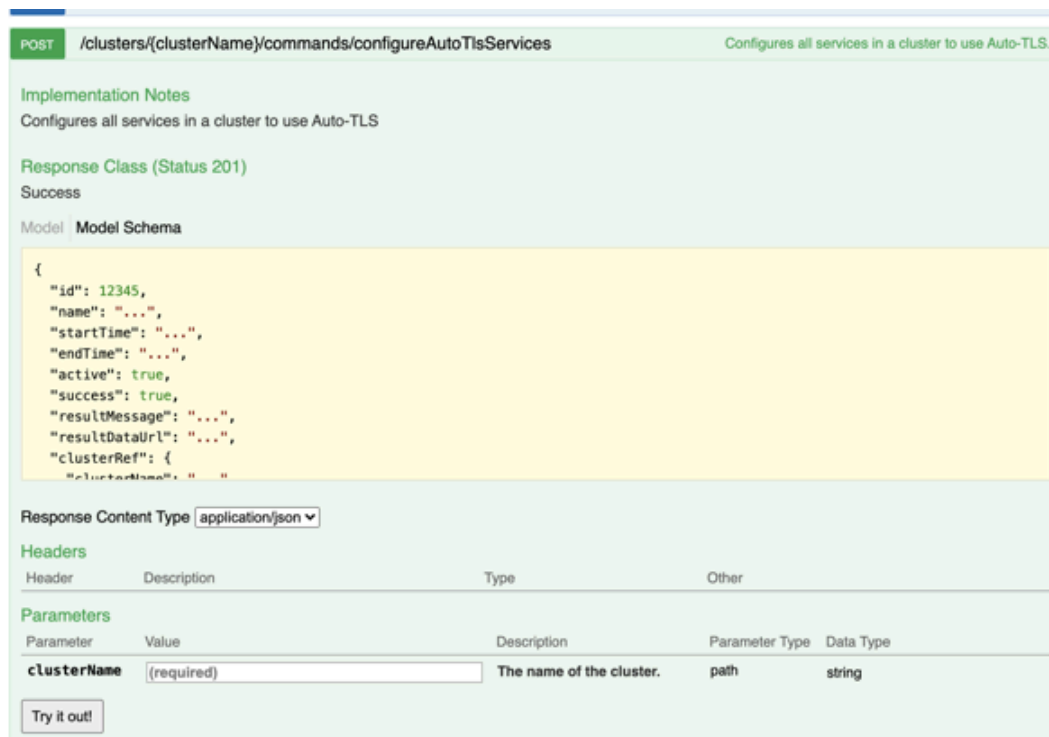 POST /clusters/{clusterName}/commands/configureAutoTlsServices Configures all services in a cluster to use Auto-TLS.
Implementation Notes
Configures all services in a cluster to use Auto-TLS
Response Class (Status 201)
Success
Model Model Schema
{
"id": 12345,
"name": "...",
"startTime": "...",
"endTime": "...",
"active": true,
"success": true,
"resultMessage": "...",
"resultDataUrl": "...",
"clusterRef": {
"clusterName": "..."
Response Content Type application/json
Headers
Header Description Type Other
Parameters
Parameter Value Description Parameter Type Data Type
clusterName (required) The name of the cluster. path string
Try it out!